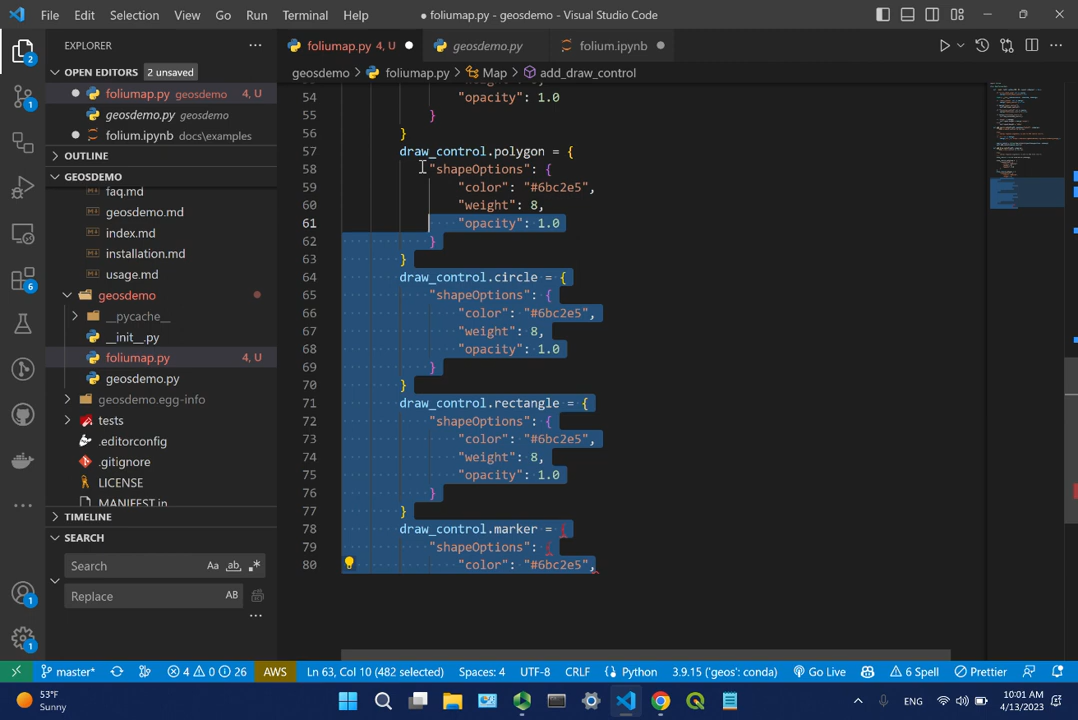 File Edit Selection View Go Run Terminal Help
● foliumap.py - geosdemo - Visual Studio Code
EXPLORER
OPEN EDITORS 2 unsaved
foliumap.py geosdemo 4, U
geosdemo.py geosdemo
folium.ipynb docs\examples
OUTLINE
GEOSDEMO
faq.md
geosdemo.md
index.md
installation.md
usage.md
geosdemo
__pycache__
__init__.py
foliumap.py 4, U
geosdemo.py
geosdemo.egg-info
tests
.editorconfig
.gitignore
LICENSE
MANIFEST.in
TIMELINE
SEARCH
Search
Replace
foliumap.py 4, U geosdemo.py folium.ipynb
geosdemo > foliumap.py > Map > add_draw_control
54 "opacity": 1.0
55 }
56 }
57 draw_control.polygon = {
58 "shapeOptions": {
59 "color": "#6bc2e5",
60 "weight": 8,
61 "opacity": 1.0
62 }
63 }
64 draw_control.circle = {
65 "shapeOptions": {
66 "color": "#6bc2e5",
67 "weight": 8,
68 "opacity": 1.0
69 }
70 }
71 draw_control.rectangle = {
72 "shapeOptions": {
73 "color": "#6bc2e5",
74 "weight": 8,
75 "opacity": 1.0
76 }
77 }
78 draw_control.marker = {
79 "shapeOptions": {
80 "color": "#6bc2e5",
master* 4 0 26 AWS Ln 63, Col 10 (482 selected) Spaces: 4 UTF-8 CRLF Python 3.9.15 ('geos': conda) Go Live 6 Spell Prettier
53°F
Sunny
ENG
10:01 AM
4/13/2023